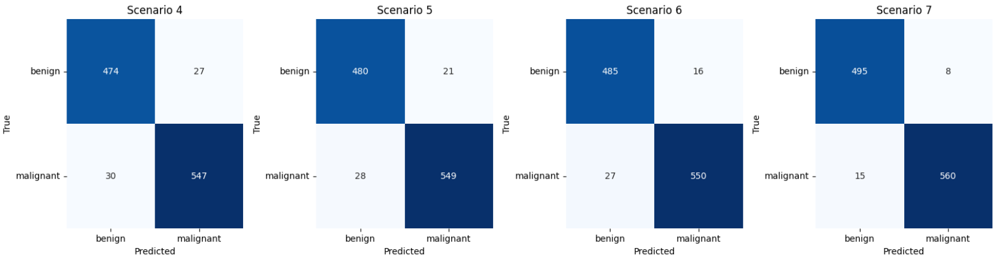 Scenario 4
benign
474
27
True
malignant
30
547
benign
malignant
Predicted
Scenario 5
benign
480
21
True
malignant
28
549
benign
malignant
Predicted
Scenario 6
benign
485
16
True
malignant
27
550
benign
malignant
Predicted
Scenario 7
benign
495
8
True
malignant
15
560
benign
malignant
Predicted